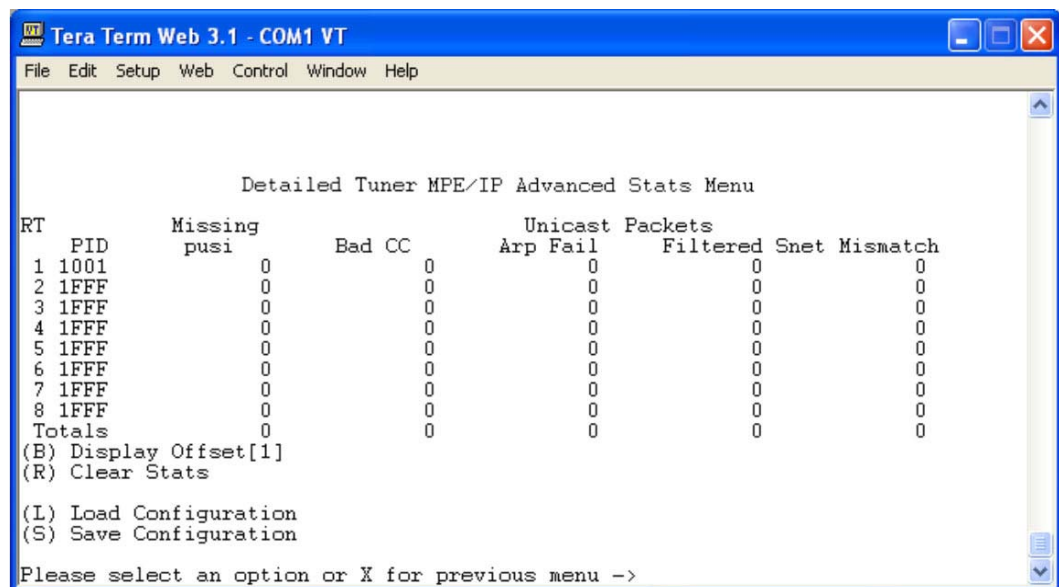 Tera Term Web 3.1 - COM1 VT
File Edit Setup Web Control Window Help
Detailed Tuner MPE/IP Advanced Stats Menu
RT Missing Unicast Packets
PID pusi Bad CC Arp Fail Filtered Snet Mismatch
1 1001 0 0 0 0 0
2 1FFF 0 0 0 0 0
3 1FFF 0 0 0 0 0
4 1FFF 0 0 0 0 0
5 1FFF 0 0 0 0 0
6 1FFF 0 0 0 0 0
7 1FFF 0 0 0 0 0
8 1FFF 0 0 0 0 0
Totals 0 0 0 0 0
(B) Display Offset[1]
(R) Clear Stats
(L) Load Configuration
(S) Save Configuration
Please select an option or X for previous menu ->